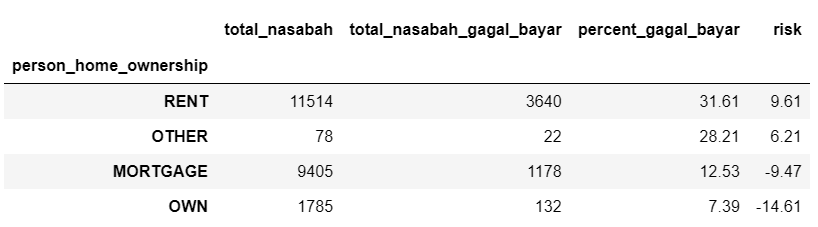 total_nasabah total_nasabah_gagal_bayar percent_gagal_bayar risk
person_home_ownership
RENT 11514 3640 31.61 9.61
OTHER 78 22 28.21 6.21
MORTGAGE 9405 1178 12.53 -9.47
OWN 1785 132 7.39 -14.61